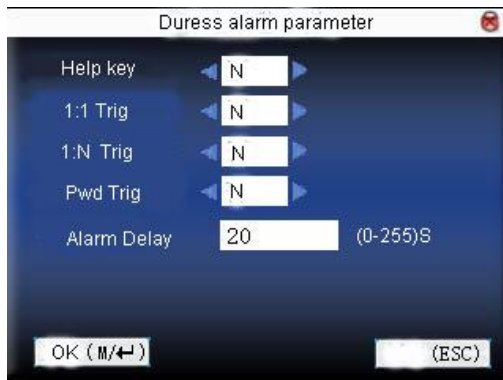 Duress alarm parameter
Help key N
1:1 Trig N
1:N Trig N
Pwd Trig N
Alarm Delay 20 (0-255)S
OK (M/↵) (ESC)